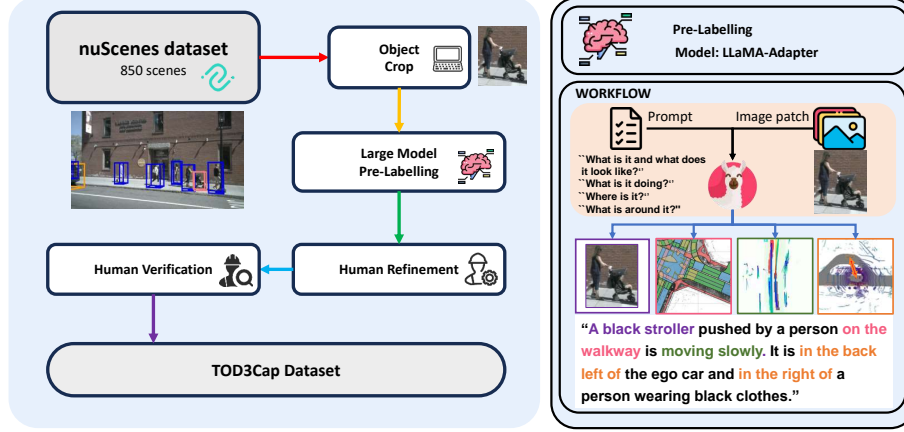 nuScenes dataset
850 scenes
Object
Crop
Large Model
Pre-Labelling
Human Verification
Human Refinement
TOD3Cap Dataset
Pre-Labelling
Model: LLaMA-Adapter
WORKFLOW
Prompt
Image patch
``What is it and what does
it look like?''
``What is it doing?''
``Where is it?''
``What is around it?"
“A black stroller pushed by a person on the
walkway is moving slowly. It is in the back
left of the ego car and in the right of a
person wearing black clothes.”